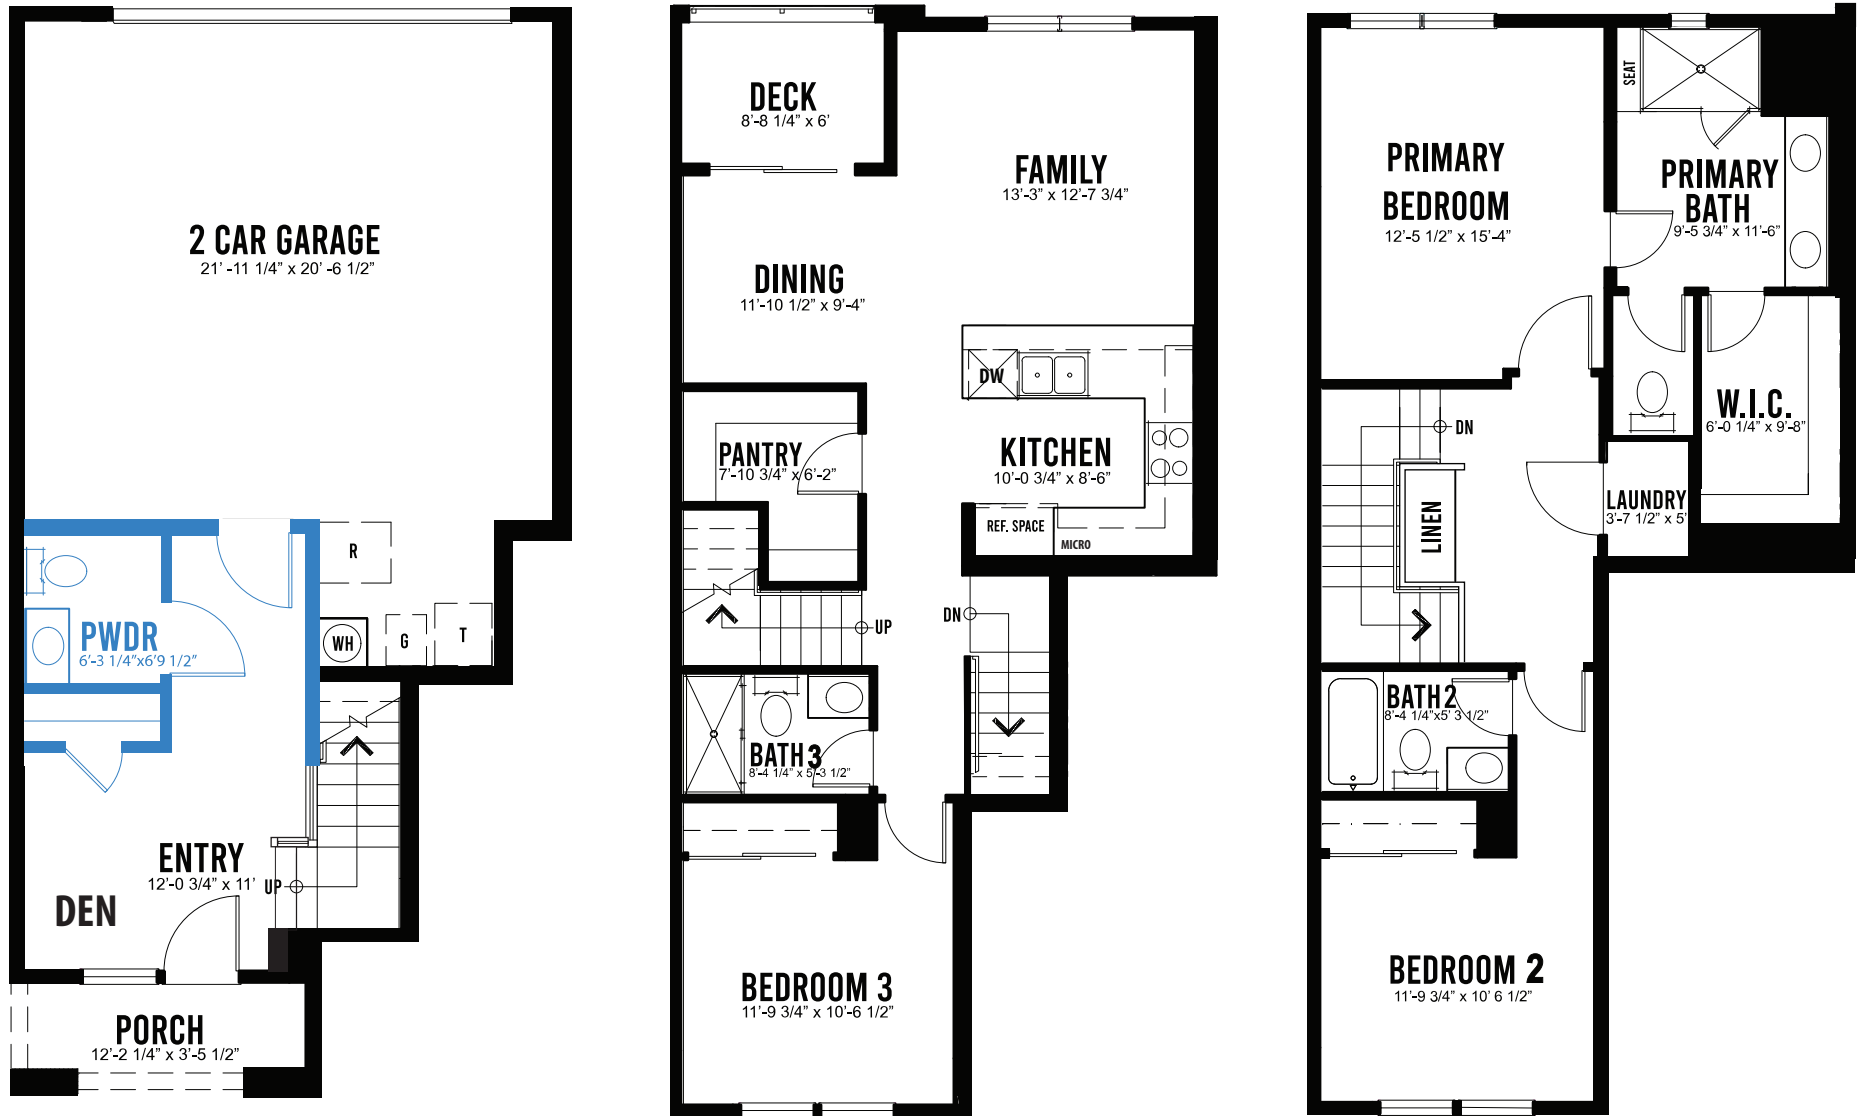 2 CAR GARAGE
21' -11 1/4" x 20' -6 1/2"
R
PWDR
6'-3 1/4"x6'9 1/2"
WH
G
T
ENTRY
12'-0 3/4" x 11'
UP
DEN
PORCH
12'-2 1/4" x 3'-5 1/2"
DECK
8'-8 1/4" x 6'
FAMILY
13'-3" x 12'-7 3/4"
DINING
11'-10 1/2" x 9'-4"
DW
PANTRY
7'-10 3/4" x 6'-2"
KITCHEN
10'-0 3/4" x 8'-6"
REF. SPACE
MICRO
UP
DN
BATH 3
8'-4 1/4" x 5'-3 1/2"
BEDROOM 3
11'-9 3/4" x 10'-6 1/2"
SEAT
PRIMARY
BEDROOM
12'-5 1/2" x 15'-4"
PRIMARY
BATH
9'-5 3/4" x 11'-6"
W.I.C.
6'-0 1/4" x 9'-8"
DN
LINEN
LAUNDRY
3'-7 1/2" x 5'
BATH 2
8'-4 1/4"x5' 3 1/2"
BEDROOM 2
11'-9 3/4" x 10' 6 1/2"